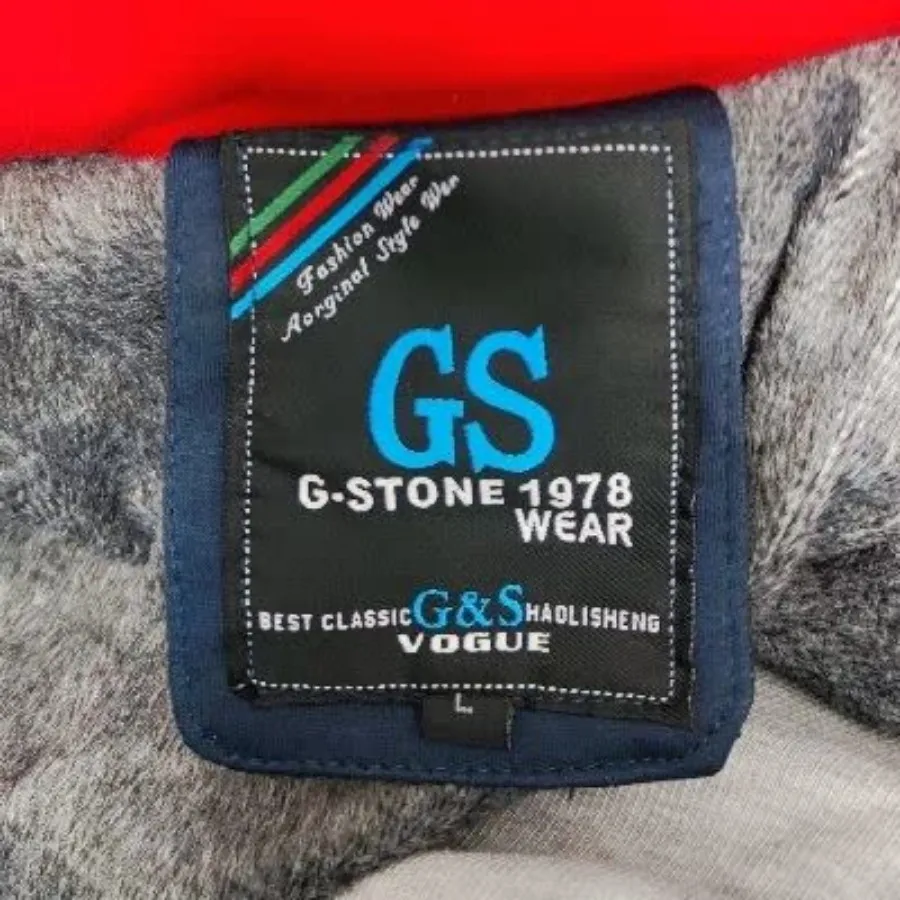 Fashion Wear
Aorginal Style Wer
GS
G-STONE 1978
WEAR
BEST CLASSIC G&S HAOLISHENG
VOGUE
L